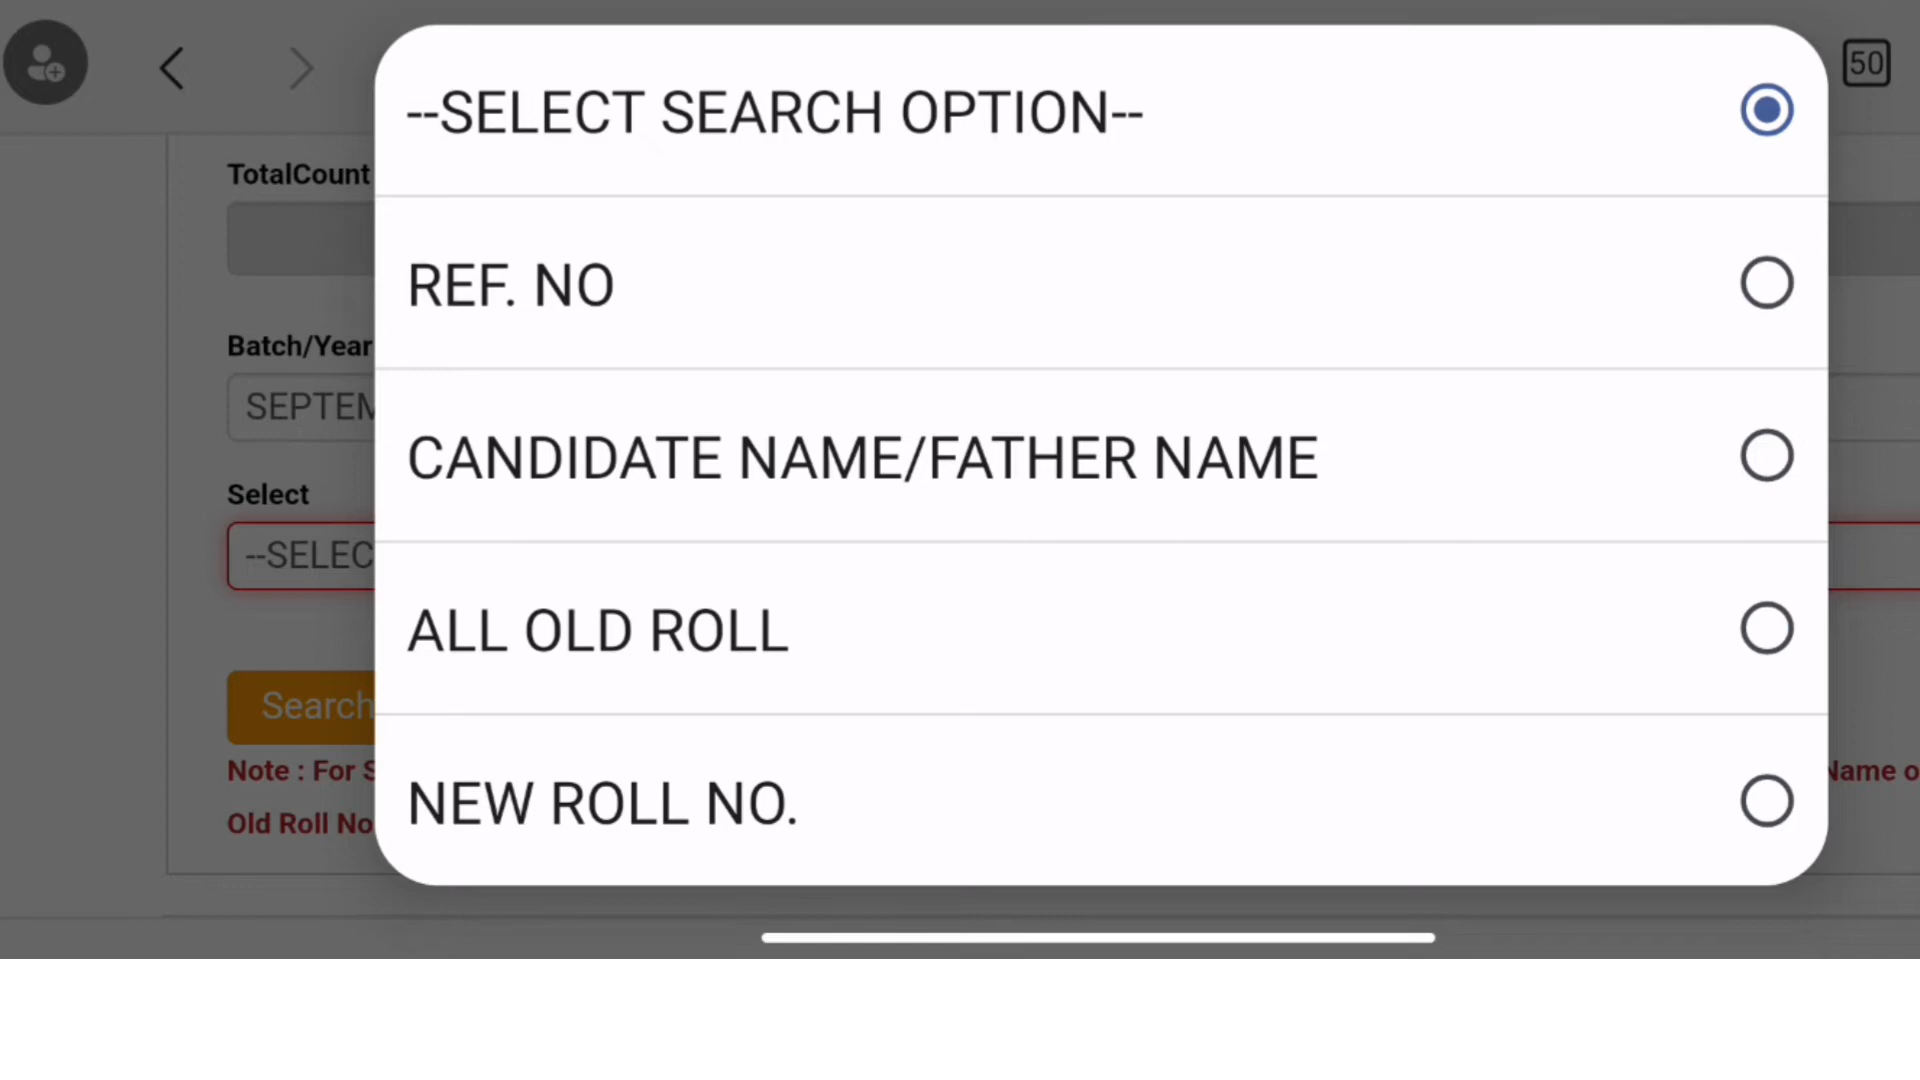 50
--SELECT SEARCH OPTION--
TotalCount
REF. NO
Batch/Year
SEPTEM
CANDIDATE NAME/FATHER NAME
Select
--SELEC
ALL OLD ROLL
Search
Note : For S
Name o
NEW ROLL NO.
Old Roll No